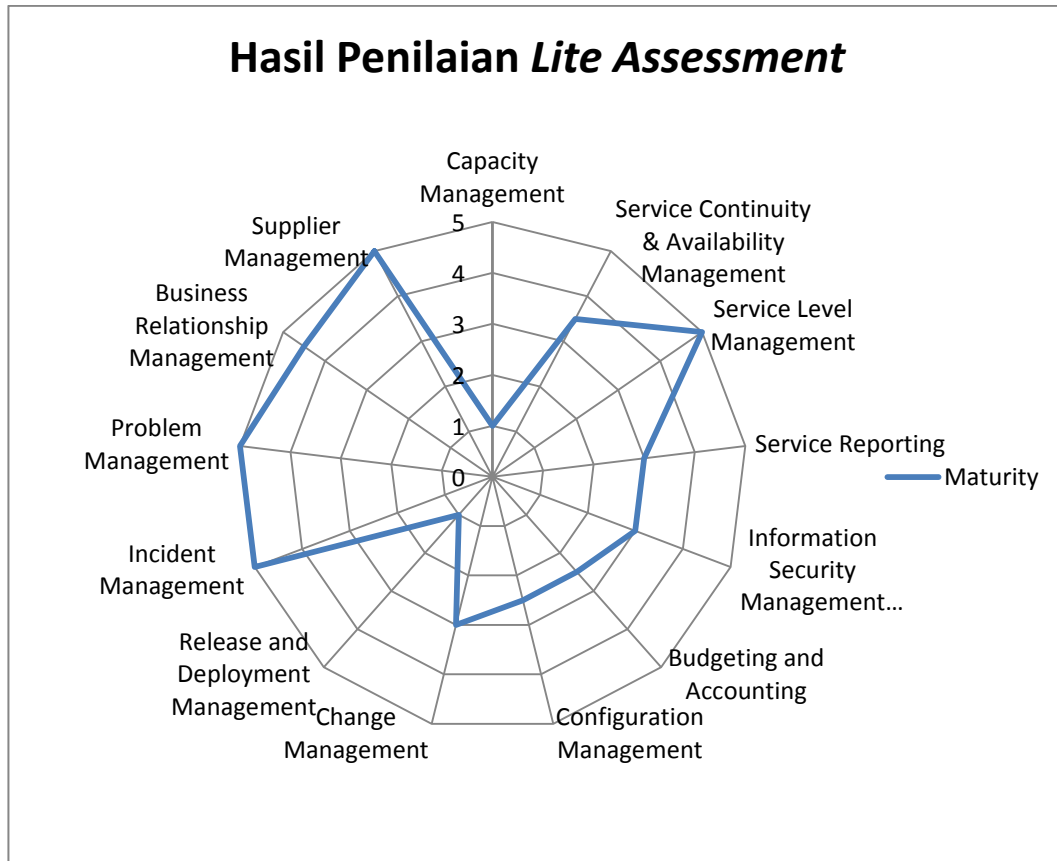 Hasil Penilaian Lite Assessment
Capacity
Management
Service Continuity
& Availability
Management
Service Level
Management
Service Reporting
Information
Security
Management...
Budgeting and
Accounting
Configuration
Management
Change
Management
Release and
Deployment
Management
Incident
Management
Problem
Management
Business
Relationship
Management
Supplier
Management
5
4
3
2
1
0
Maturity